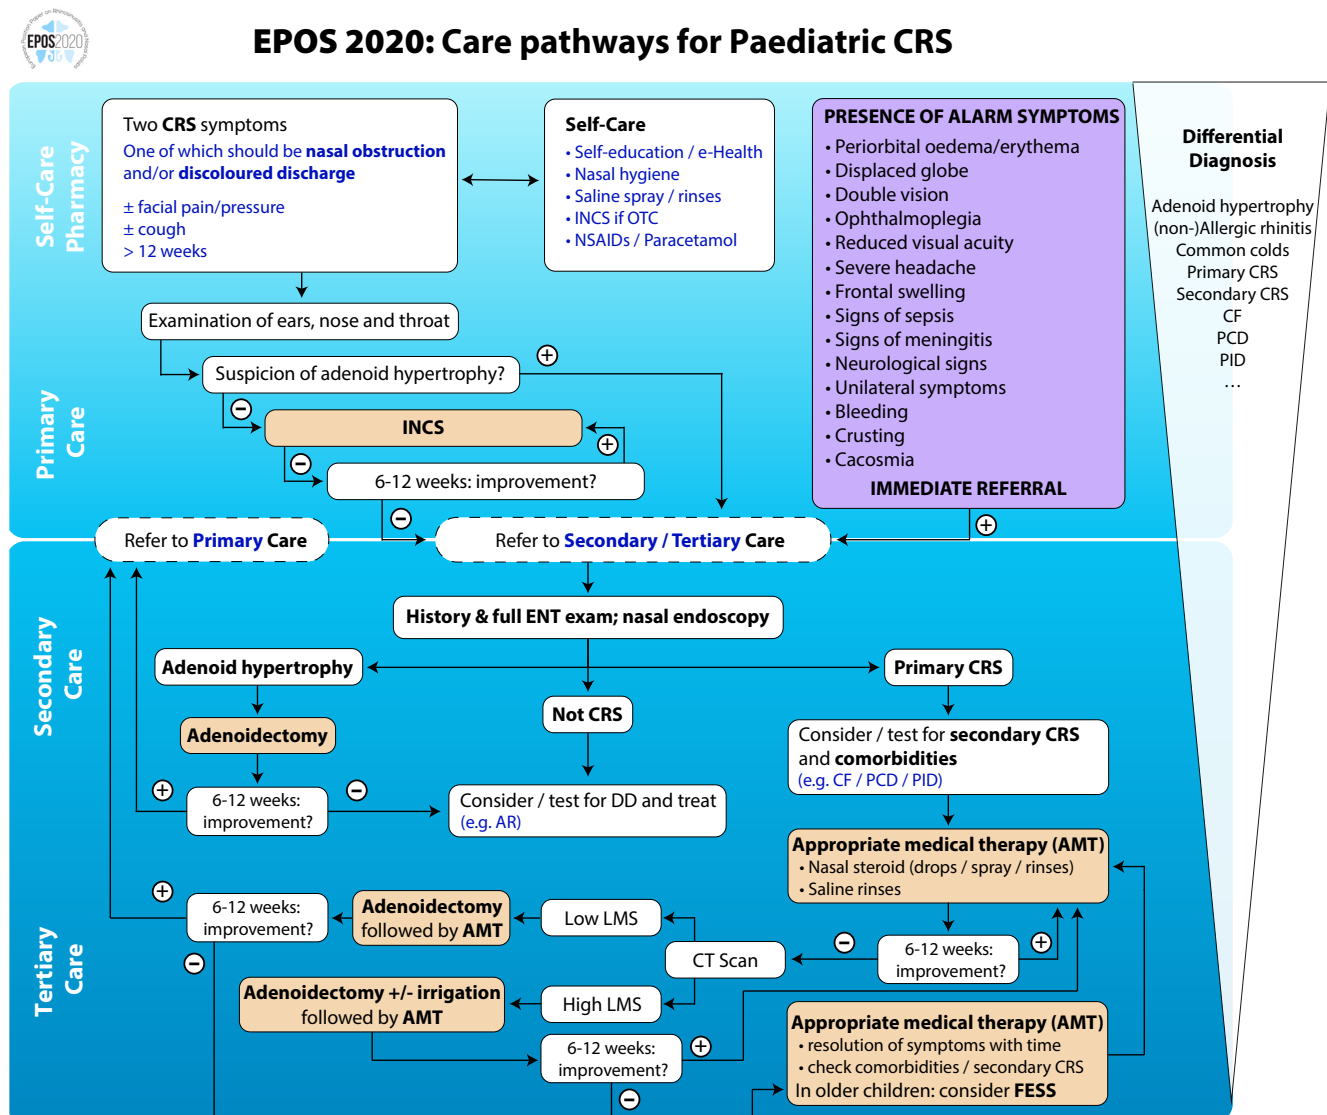 EPOS2020
European Position Paper on Rhinosinusitis and Nasal Polyps
EPOS 2020: Care pathways for Paediatric CRS
Self-Care
Pharmacy
Two CRS symptoms
One of which should be nasal obstruction
and/or discoloured discharge
± facial pain/pressure
± cough
> 12 weeks
Self-Care
• Self-education / e-Health
• Nasal hygiene
• Saline spray / rinses
• INCS if OTC
• NSAIDs / Paracetamol
PRESENCE OF ALARM SYMPTOMS
• Periorbital oedema/erythema
• Displaced globe
• Double vision
• Ophthalmoplegia
• Reduced visual acuity
• Severe headache
• Frontal swelling
• Signs of sepsis
• Signs of meningitis
• Neurological signs
• Unilateral symptoms
• Bleeding
• Crusting
• Cacosmia
IMMEDIATE REFERRAL
+
Differential
Diagnosis
Adenoid hypertrophy
(non-)Allergic rhinitis
Common colds
Primary CRS
Secondary CRS
CF
PCD
PID
...
Primary
Care
Examination of ears, nose and throat
Suspicion of adenoid hypertrophy?
+
−
INCS
−
+
6-12 weeks: improvement?
−
Refer to Primary Care
Refer to Secondary / Tertiary Care
Secondary
Care
History & full ENT exam; nasal endoscopy
Adenoid hypertrophy
Not CRS
Primary CRS
Adenoidectomy
+
6-12 weeks:
improvement?
−
Consider / test for DD and treat
(e.g. AR)
Consider / test for secondary CRS
and comorbidities
(e.g. CF / PCD / PID)
Appropriate medical therapy (AMT)
• Nasal steroid (drops / spray / rinses)
• Saline rinses
Tertiary
Care
+
6-12 weeks:
improvement?
−
Adenoidectomy
followed by AMT
Low LMS
CT Scan
−
6-12 weeks:
improvement?
+
Adenoidectomy +/- irrigation
followed by AMT
High LMS
6-12 weeks:
improvement?
+
−
Appropriate medical therapy (AMT)
• resolution of symptoms with time
• check comorbidities / secondary CRS
In older children: consider FESS